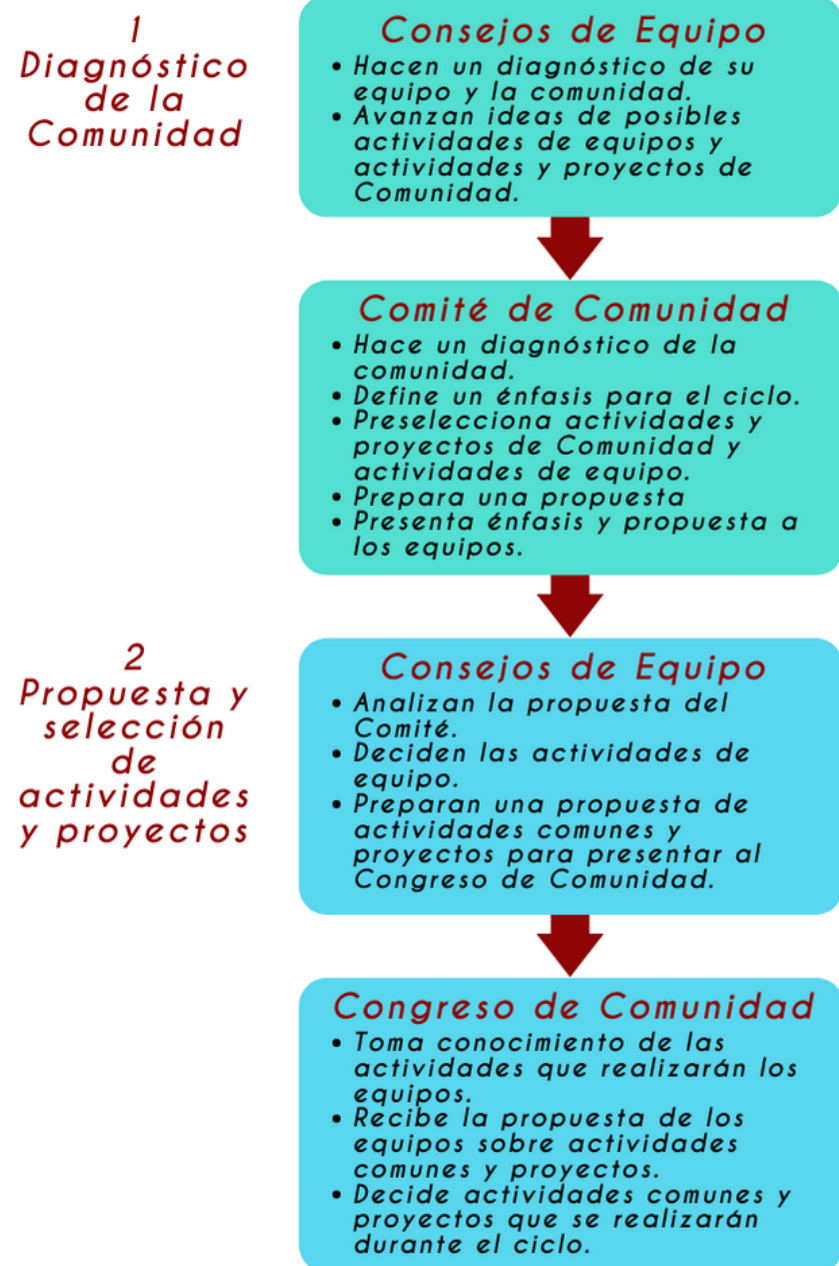 1
Diagnóstico
de la
Comunidad
Consejos de Equipo
• Hacen un diagnóstico de su
equipo y la comunidad.
• Avanzan ideas de posibles
actividades de equipos y
actividades y proyectos de
Comunidad.
Comité de Comunidad
• Hace un diagnóstico de la
comunidad.
• Define un énfasis para el ciclo.
• Preselecciona actividades y
proyectos de Comunidad y
actividades de equipo.
• Prepara una propuesta
• Presenta énfasis y propuesta a
los equipos.
2
Propuesta y
selección
de
actividades
y proyectos
Consejos de Equipo
• Analizan la propuesta del
Comité.
• Deciden las actividades de
equipo.
• Preparan una propuesta de
actividades comunes y
proyectos para presentar al
Congreso de Comunidad.
Congreso de Comunidad
• Toma conocimiento de las
actividades que realizarán los
equipos.
• Recibe la propuesta de los
equipos sobre actividades
comunes y proyectos.
• Decide actividades comunes y
proyectos que se realizarán
durante el ciclo.